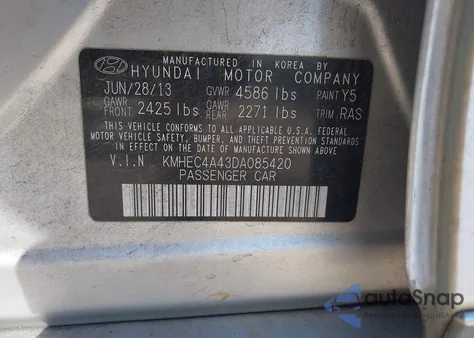 MANUFACTURED IN KOREA BY
HYUNDAI MOTOR COMPANY
JUN/28/13 GVWR 4586 lbs PAINT Y5
GAWR FRONT 2425 lbs GAWR REAR 2271 lbs TRIM RAS
THIS VEHICLE CONFORMS TO ALL APPLICABLE U.S.A. FEDERAL
MOTOR VEHICLE SAFETY, BUMPER, AND THEFT PREVENTION
STANDARDS IN EFFECT ON THE DATE OF MANUFACTURE SHOWN ABOVE.
V.I.N KMHEC4A43DA085420
PASSENGER CAR
autoSnap